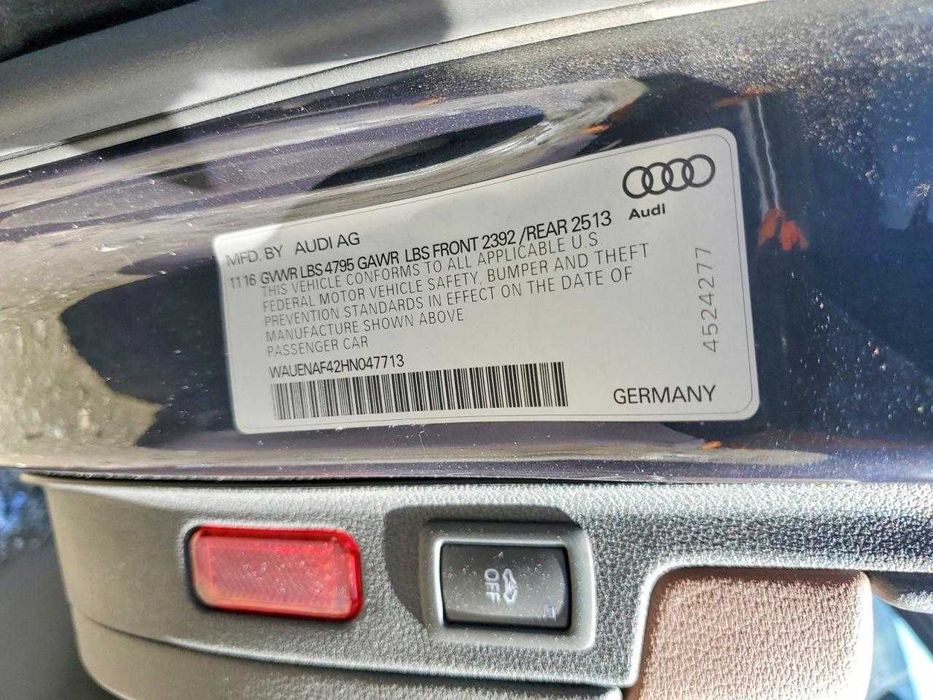 Audi
MFD. BY AUDI AG
11 16 GVWR LBS 4795 GAWR LBS FRONT 2392 /REAR 2513
THIS VEHICLE CONFORMS TO ALL APPLICABLE U.S.
FEDERAL MOTOR VEHICLE SAFETY, BUMPER AND THEFT
PREVENTION STANDARDS IN EFFECT ON THE DATE OF
MANUFACTURE SHOWN ABOVE
PASSENGER CAR
WAUENAF42HN047713
GERMANY
4524277
OFF